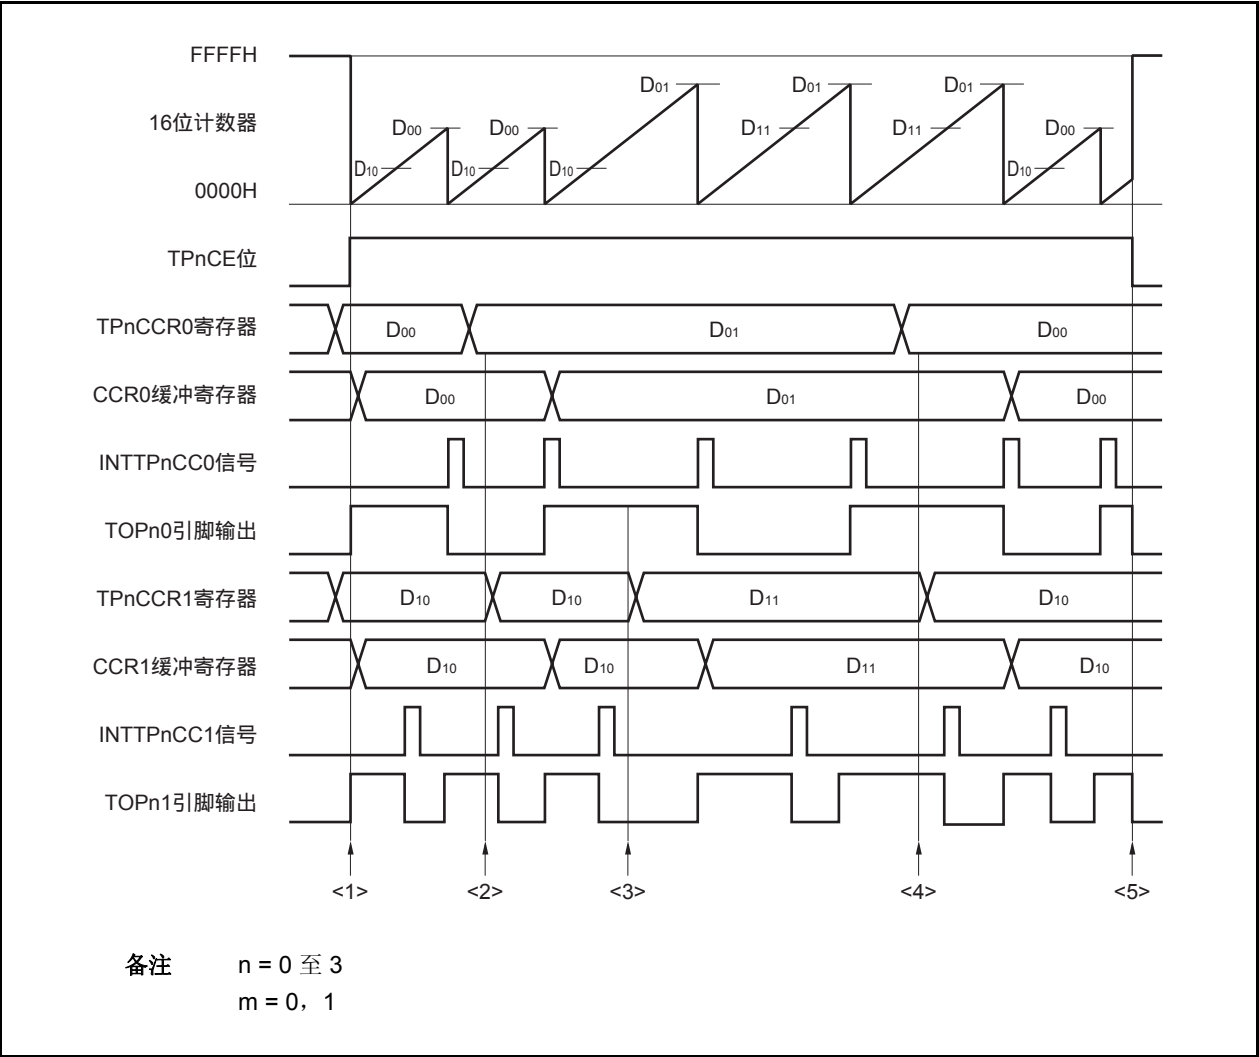 FFFFH
D01 D01 D01
16位计数器
D00 D00 D11 D11 D00
D10 D10 D10 D10
0000H
TPnCE位
TPnCCR0寄存器 D00 D01 D00
CCR0缓冲寄存器 D00 D01 D00
INTTPnCC0信号
TOPn0引脚输出
TPnCCR1寄存器 D10 D10 D11 D10
CCR1缓冲寄存器 D10 D10 D11 D10
INTTPnCC1信号
TOPn1引脚输出
<1> <2> <3> <4> <5>
备注 n = 0 至 3
m = 0，1